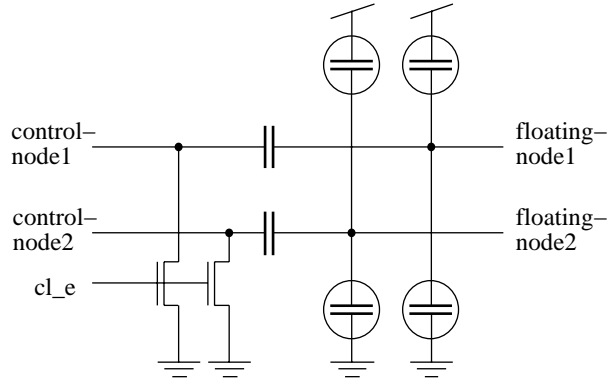 control–
node1
floating–
node1
control–
node2
floating–
node2
cl_e